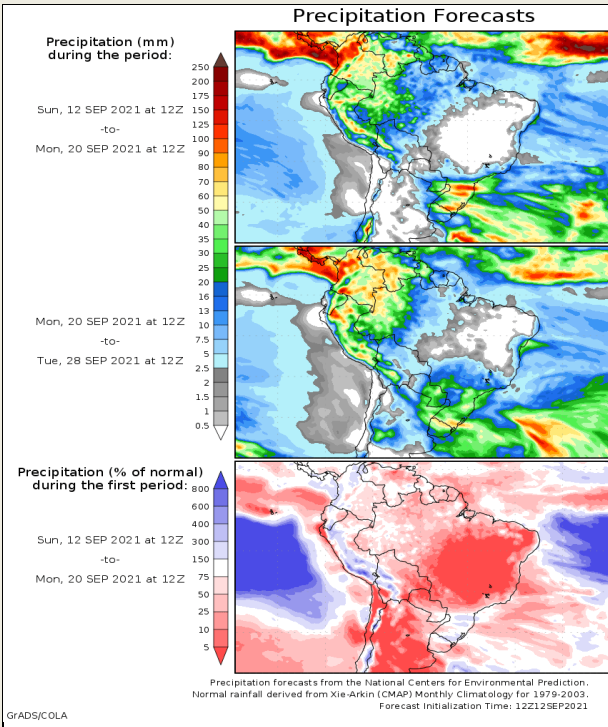 Precipitation Forecasts
Precipitation (mm)
during the period:
250
200
175
150
125
100
90
80
70
60
50
40
35
30
25
20
16
13
10
7.5
5
2.5
2
1.5
1
0.5
Sun, 12 SEP 2021 at 12Z
-to-
Mon, 20 SEP 2021 at 12Z
Mon, 20 SEP 2021 at 12Z
-to-
Tue, 28 SEP 2021 at 12Z
Precipitation (% of normal)
during the first period:
800
600
400
300
150
75
50
25
10
5
Sun, 12 SEP 2021 at 12Z
-to-
Mon, 20 SEP 2021 at 12Z
Precipitation forecasts from the National Centers for Environmental Prediction.
Normal rainfall derived from Xie-Arkin (CMAP) Monthly Climatology for 1979-2003.
Forecast Initialization Time: 12Z12SEP2021
GrADS/COLA